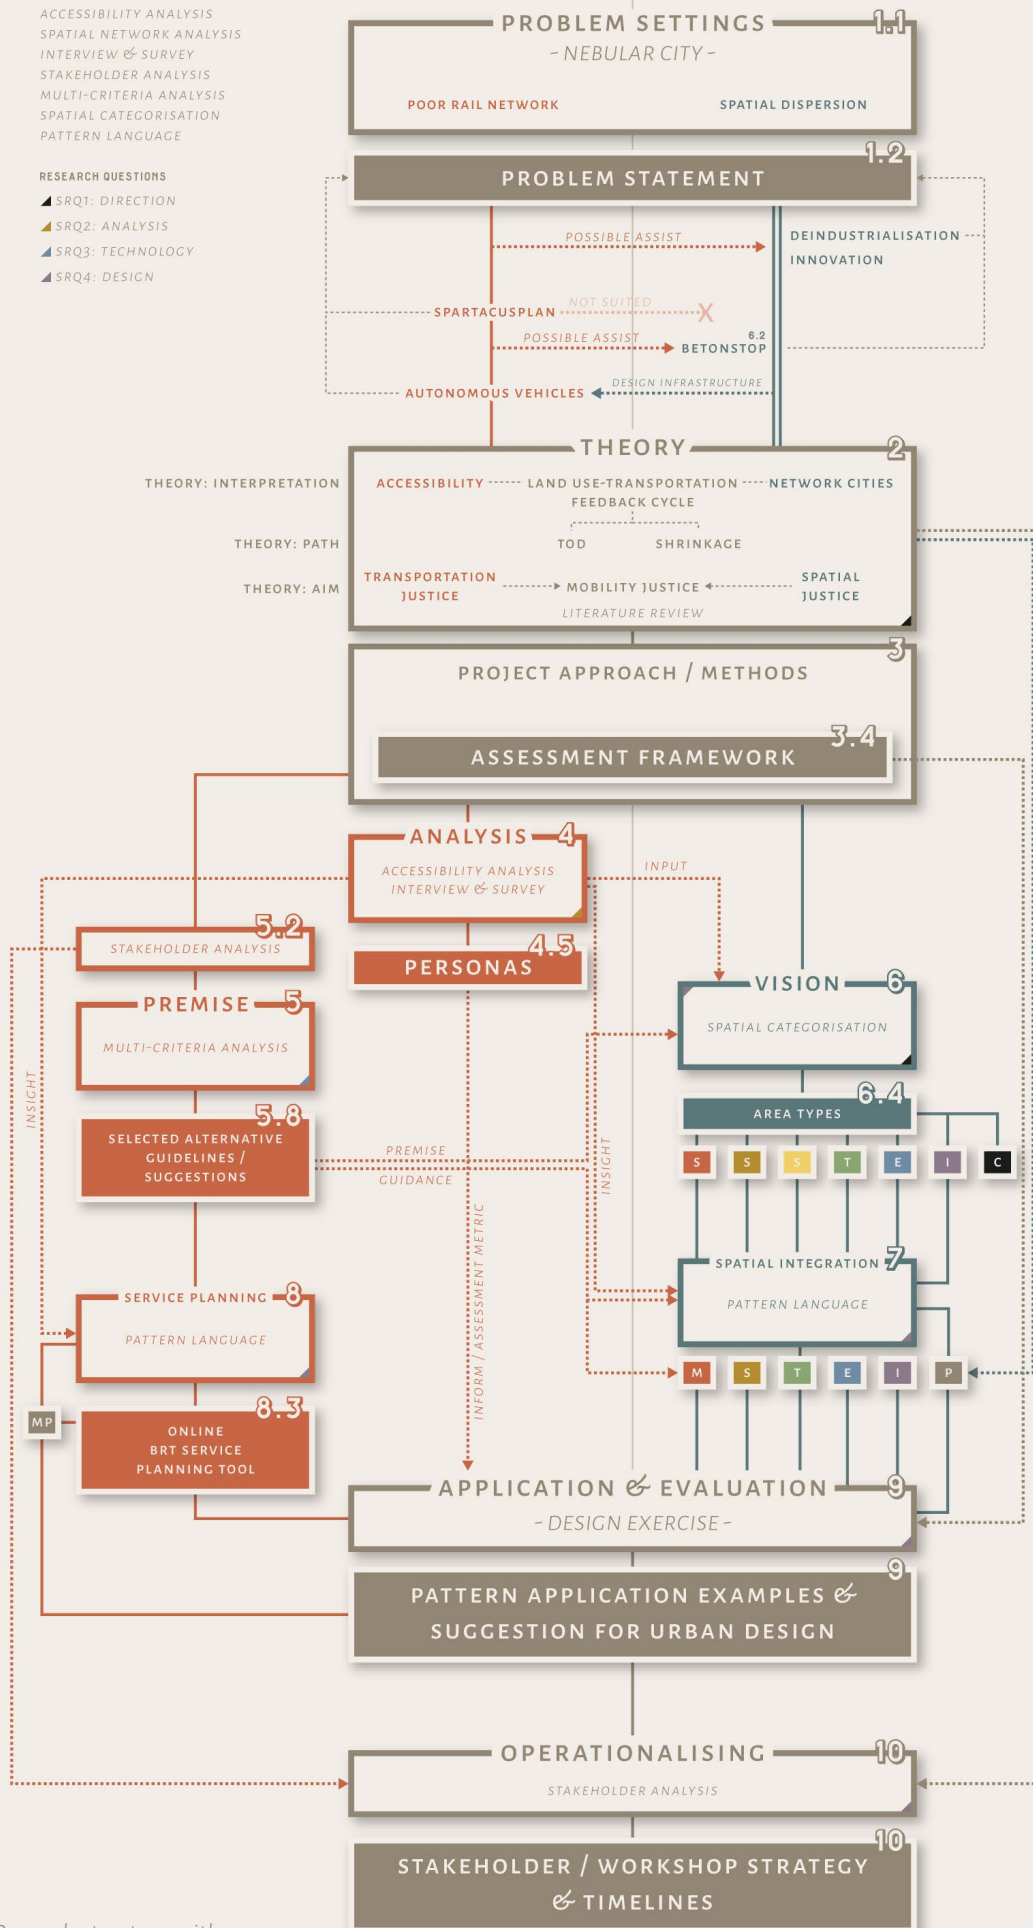 ACCESSIBILITY ANALYSIS
SPATIAL NETWORK ANALYSIS
INTERVIEW & SURVEY
STAKEHOLDER ANALYSIS
MULTI-CRITERIA ANALYSIS
SPATIAL CATEGORISATION
PATTERN LANGUAGE
RESEARCH QUESTIONS
SRQ1: DIRECTION
SRQ2: ANALYSIS
SRQ3: TECHNOLOGY
SRQ4: DESIGN
PROBLEM SETTINGS 1.1
- NEBULAR CITY -
POOR RAIL NETWORK SPATIAL DISPERSION
1.2
PROBLEM STATEMENT
POSSIBLE ASSIST DEINDUSTRIALISATION
INNOVATION
SPARTACUSPLAN NOT SUITED X
POSSIBLE ASSIST 6.2
BETONSTOP
AUTONOMOUS VEHICLES DESIGN INFRASTRUCTURE
THEORY 2
THEORY: INTERPRETATION ACCESSIBILITY LAND USE-TRANSPORTATION NETWORK CITIES
FEEDBACK CYCLE
THEORY: PATH TOD SHRINKAGE
THEORY: AIM TRANSPORTATION MOBILITY JUSTICE SPATIAL
JUSTICE JUSTICE
LITERATURE REVIEW
3
PROJECT APPROACH / METHODS
3.4
ASSESSMENT FRAMEWORK
ANALYSIS 4
ACCESSIBILITY ANALYSIS
INTERVIEW & SURVEY
INPUT
5.2
STAKEHOLDER ANALYSIS
4.5
PERSONAS
PREMISE 5
MULTI-CRITERIA ANALYSIS
VISION 6
SPATIAL CATEGORISATION
INSIGHT
5.8
SELECTED ALTERNATIVE
GUIDELINES /
SUGGESTIONS
PREMISE
GUIDANCE
INSIGHT
6.4
AREA TYPES
S S S T E I C
INFORM / ASSESSMENT METRIC
SPATIAL INTEGRATION 7
PATTERN LANGUAGE
SERVICE PLANNING 8
PATTERN LANGUAGE
M S T E I P
MP
8.3
ONLINE
BRT SERVICE
PLANNING TOOL
APPLICATION & EVALUATION 9
- DESIGN EXERCISE -
9
PATTERN APPLICATION EXAMPLES &
SUGGESTION FOR URBAN DESIGN
OPERATIONALISING 10
STAKEHOLDER ANALYSIS
10
STAKEHOLDER / WORKSHOP STRATEGY
& TIMELINES